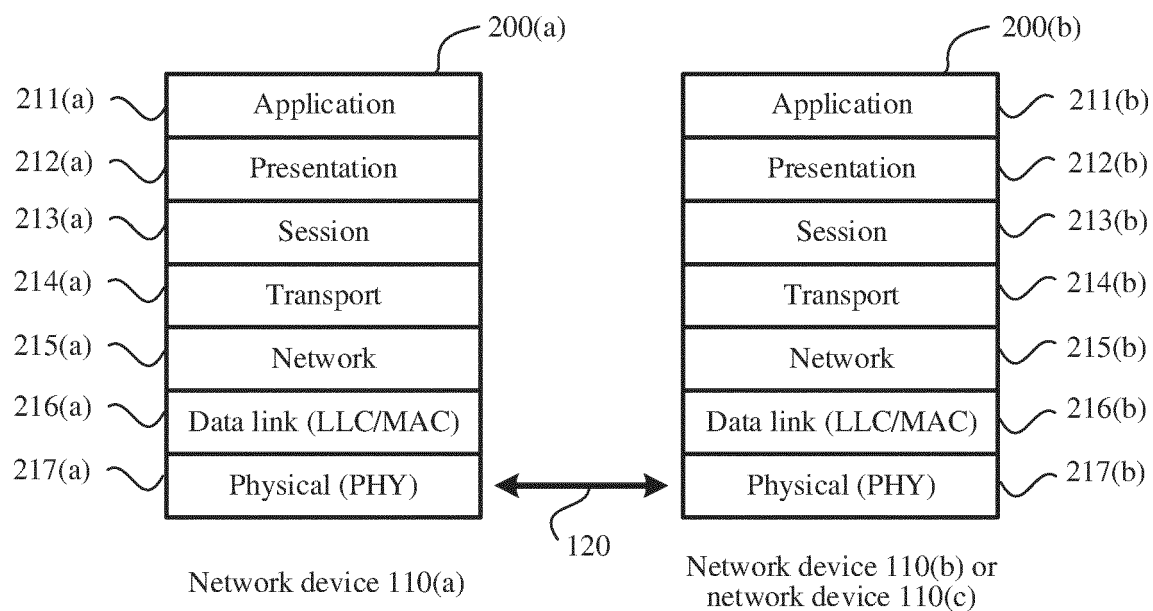 200(a)
200(b)
211(a)
Application
Application
211(b)
212(a)
Presentation
Presentation
212(b)
213(a)
Session
Session
213(b)
214(a)
Transport
Transport
214(b)
215(a)
Network
Network
215(b)
216(a)
Data link (LLC/MAC)
Data link (LLC/MAC)
216(b)
217(a)
Physical (PHY)
Physical (PHY)
217(b)
120
Network device 110(a)
Network device 110(b) or
network device 110(c)